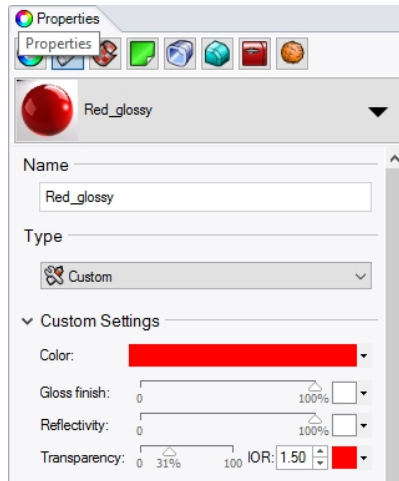 Properties
Properties
Red_glossy
Name
Red_glossy
Type
Custom
Custom Settings
Color:
Gloss finish: 0 100%
Reflectivity: 0 100%
Transparency: 0 31% 100 IOR: 1.50